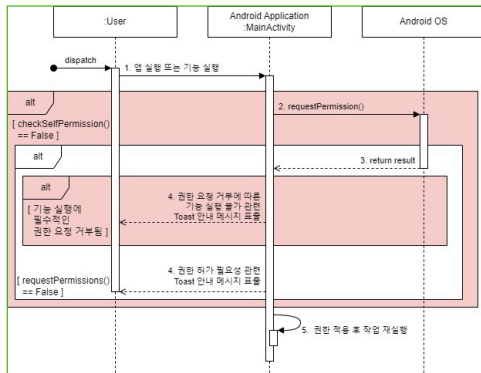 :User
Android Application
:MainActivity
Android OS
dispatch
1. 앱 실행 또는 기능 실행
alt
2. requestPermission()
[ checkSelfPermission()
== False ]
alt
3. return result
alt
4. 권한 요청 거부에 따른
기능 실행 불가 관련
Toast 안내 메시지 표출
[ 기능 실행에
필수적인
권한 요청 거부됨 ]
4. 권한 허가 필요성 관련
Toast 안내 메시지 표출
[ requestPermissions()
== False ]
5. 권한 적용 후 작업 재실행